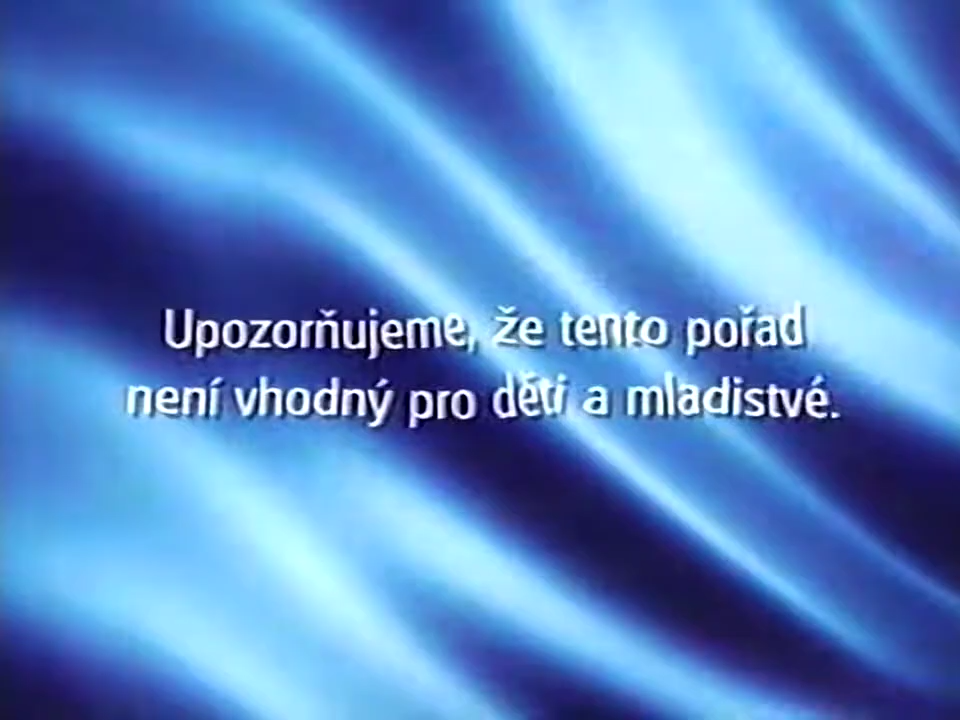 Upozorňujeme, že tento pořad
není vhodný pro děti a mladistvé.